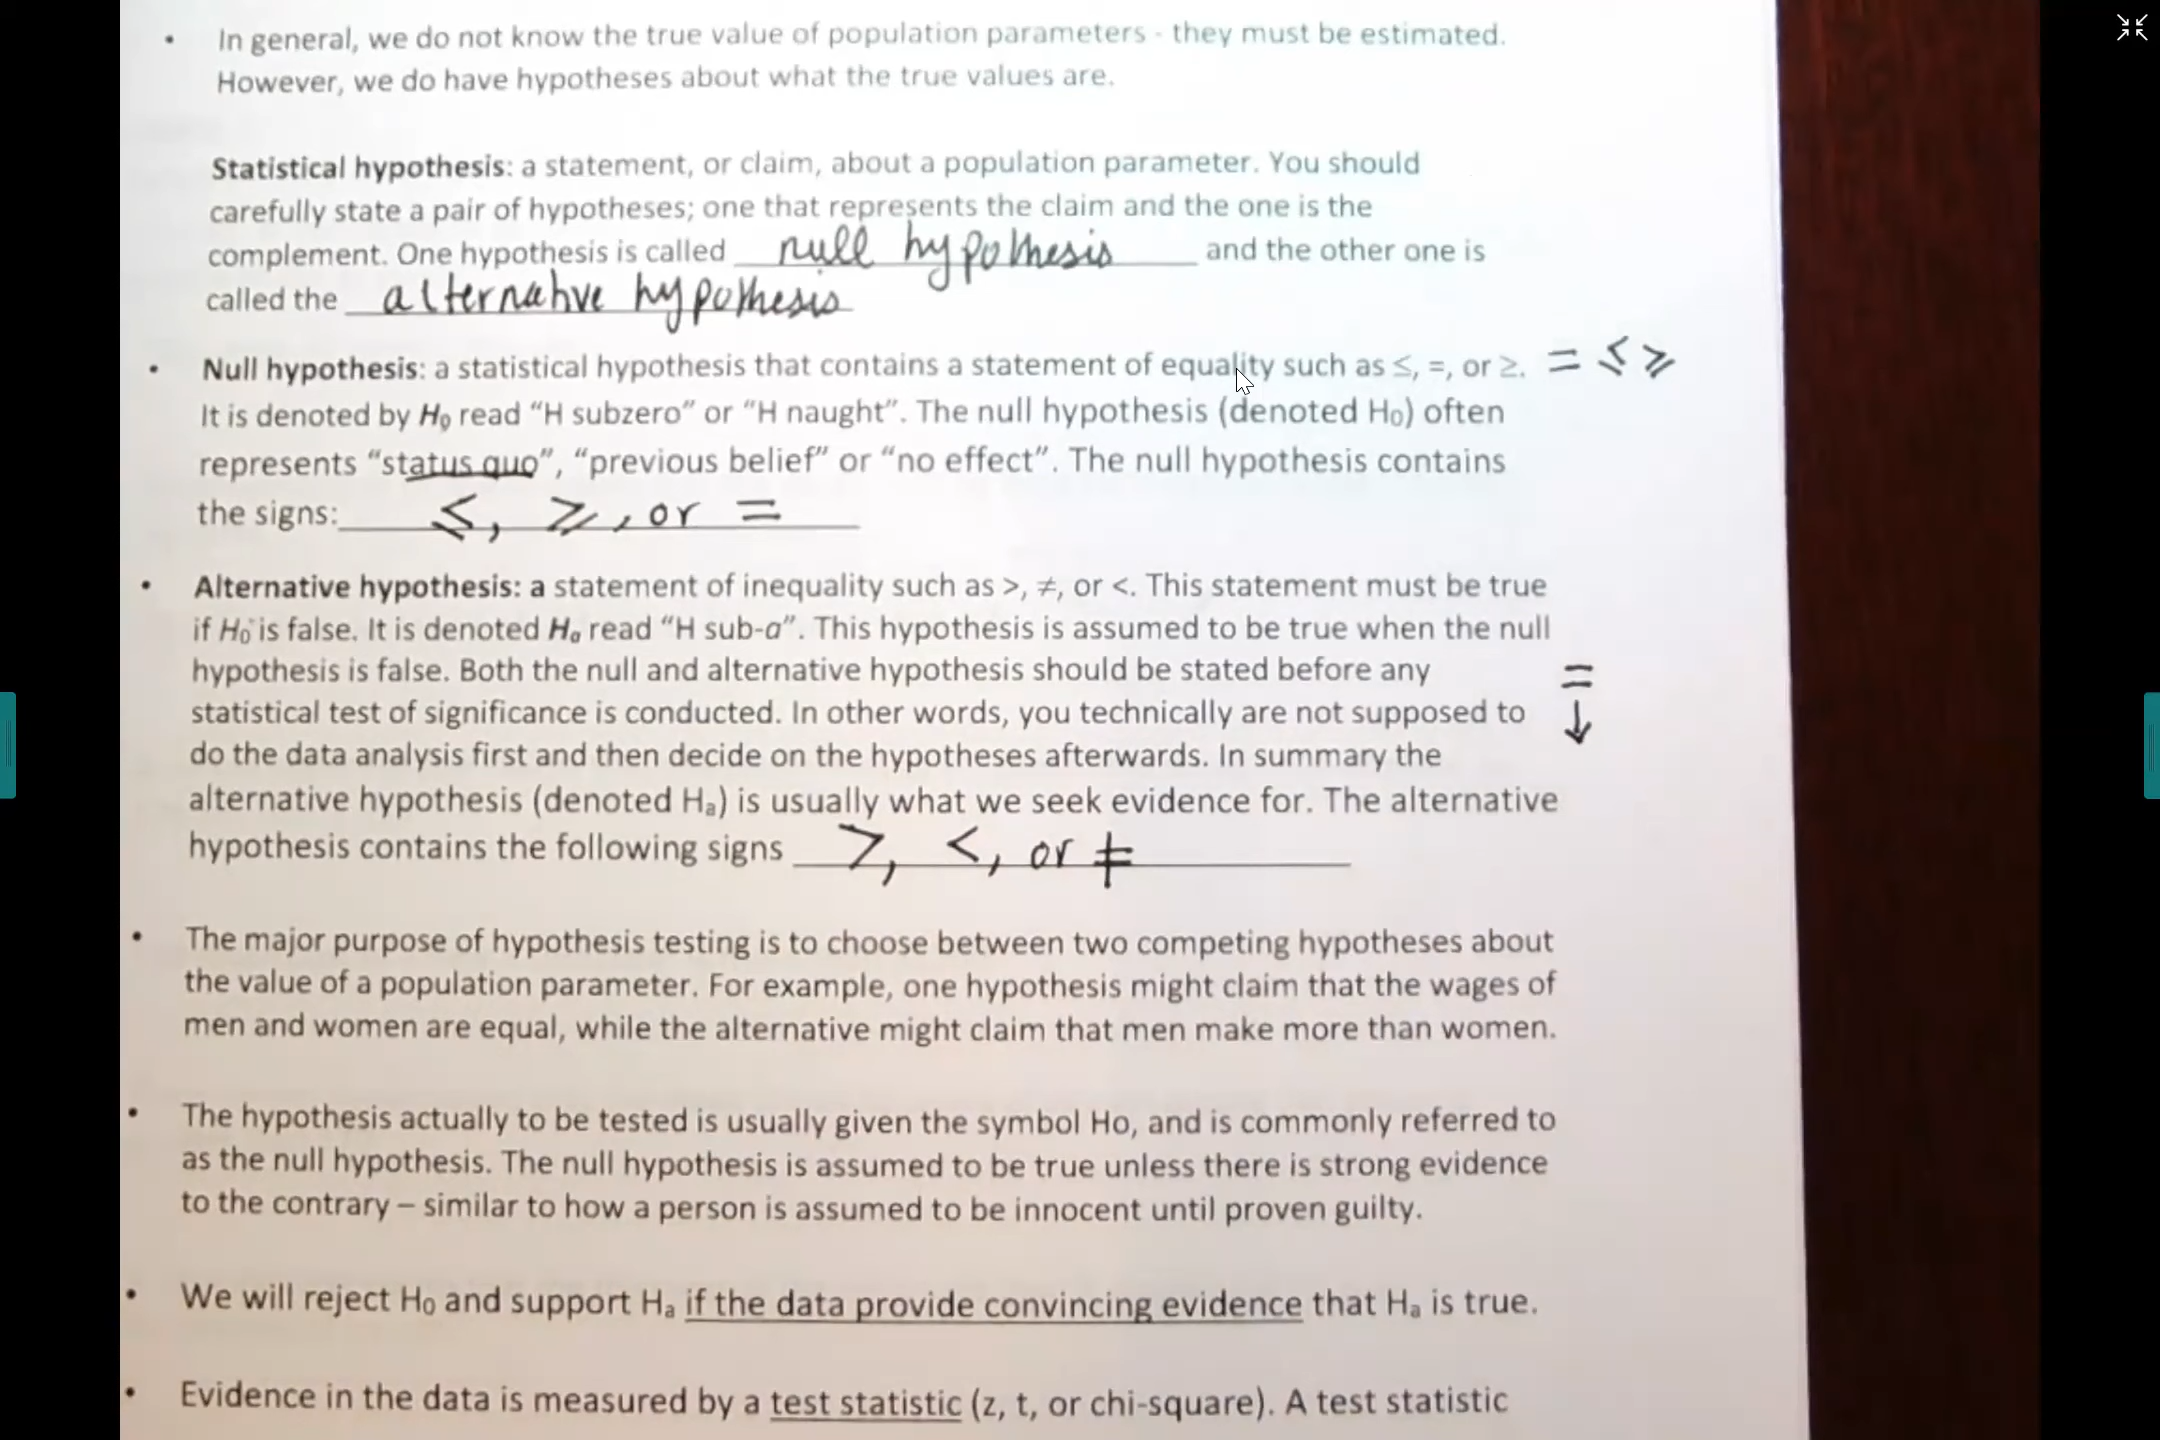 • In general, we do not know the true value of population parameters - they must be estimated.
However, we do have hypotheses about what the true values are.
Statistical hypothesis: a statement, or claim, about a population parameter. You should
carefully state a pair of hypotheses; one that represents the claim and the one is the
complement. One hypothesis is called null hypothesis and the other one is
called the alternative hypothesis
• Null hypothesis: a statistical hypothesis that contains a statement of equality such as ≤, =, or ≥. = ≤ ≥
It is denoted by H₀ read “H subzero” or “H naught”. The null hypothesis (denoted H₀) often
represents “status quo”, “previous belief” or “no effect”. The null hypothesis contains
the signs: ≤, ≥, or =
• Alternative hypothesis: a statement of inequality such as >, ≠, or <. This statement must be true
if H₀ is false. It is denoted Hₐ read “H sub-a”. This hypothesis is assumed to be true when the null
hypothesis is false. Both the null and alternative hypothesis should be stated before any =
statistical test of significance is conducted. In other words, you technically are not supposed to ↓
do the data analysis first and then decide on the hypotheses afterwards. In summary the
alternative hypothesis (denoted Hₐ) is usually what we seek evidence for. The alternative
hypothesis contains the following signs >, <, or ≠
• The major purpose of hypothesis testing is to choose between two competing hypotheses about
the value of a population parameter. For example, one hypothesis might claim that the wages of
men and women are equal, while the alternative might claim that men make more than women.
• The hypothesis actually to be tested is usually given the symbol Ho, and is commonly referred to
as the null hypothesis. The null hypothesis is assumed to be true unless there is strong evidence
to the contrary – similar to how a person is assumed to be innocent until proven guilty.
• We will reject H₀ and support Hₐ if the data provide convincing evidence that Hₐ is true.
• Evidence in the data is measured by a test statistic (z, t, or chi-square). A test statistic